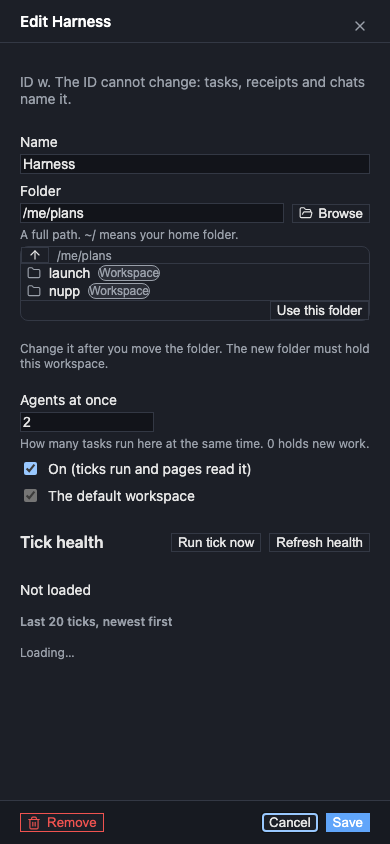 Edit Harness
ID w. The ID cannot change: tasks, receipts and chats
name it.
Name
Harness
Folder
/me/plans
Browse
A full path. ~/ means your home folder.
/me/plans
launch Workspace
nupp Workspace
Use this folder
Change it after you move the folder. The new folder must hold
this workspace.
Agents at once
2
How many tasks run here at the same time. 0 holds new work.
On (ticks run and pages read it)
The default workspace
Tick health
Run tick now
Refresh health
Not loaded
Last 20 ticks, newest first
Loading...
Remove
Cancel
Save